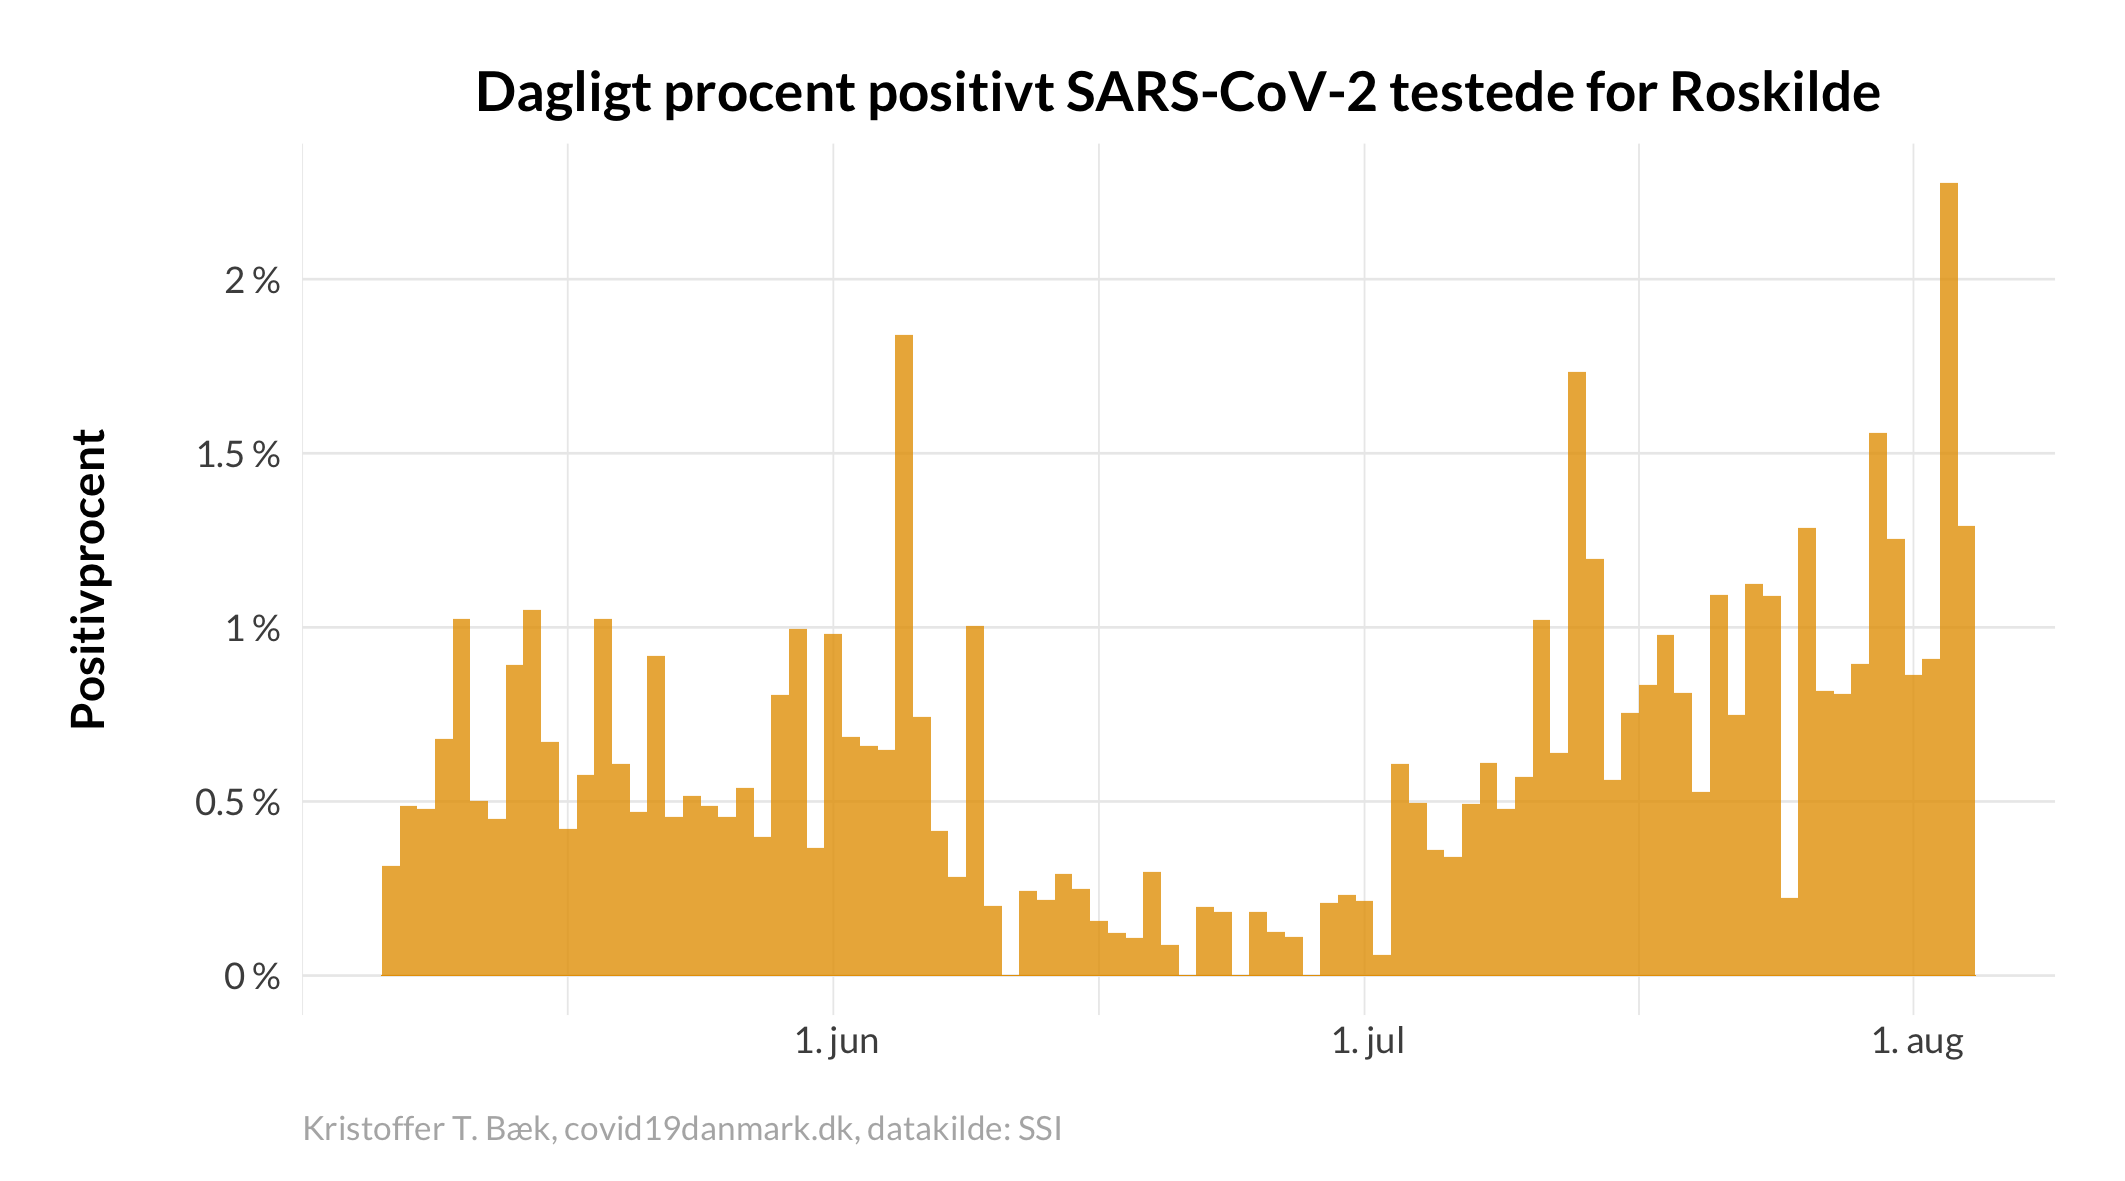 Dagligt procent positivt SARS-CoV-2 testede for Roskilde
Positivprocent
2 %
1.5 %
1 %
0.5 %
0 %
1. jun
1. jul
1. aug
Kristoffer T. Bæk, covid19danmark.dk, datakilde: SSI